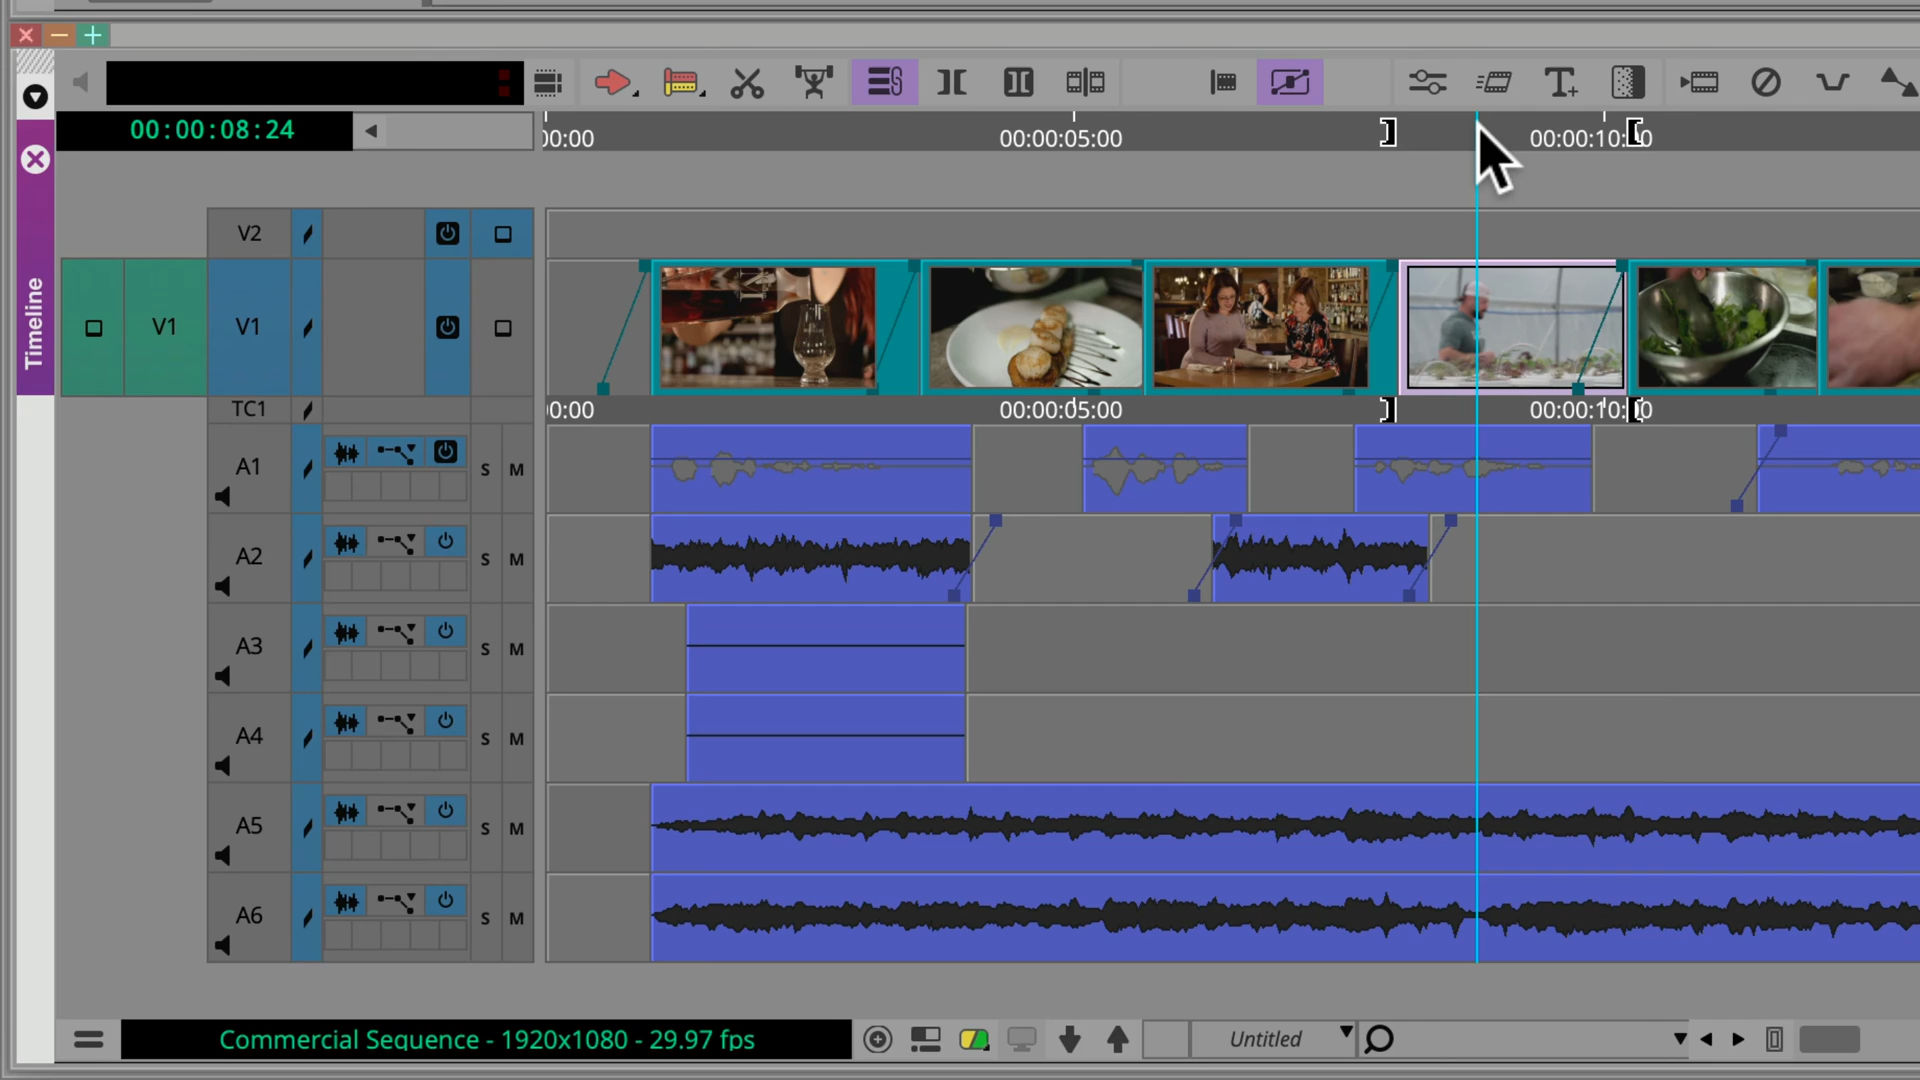 00:00:08:24
00:00
00:00:05:00
00:00:10:00
V2
V1
V1
Timeline
TC1
00:00
00:00:05:00
00:00:10:00
A1
S
M
A2
S
M
A3
S
M
A4
S
M
A5
S
M
A6
S
M
Commercial Sequence - 1920x1080 - 29.97 fps
Untitled